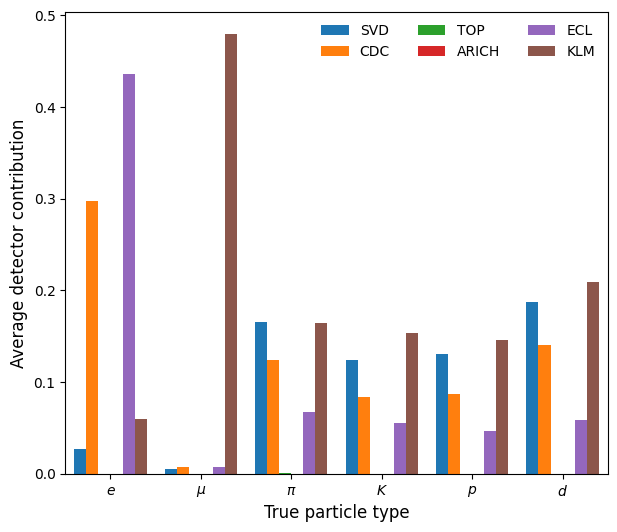 SVD
CDC
TOP
ARICH
ECL
KLM
Average detector contribution
0.5
0.4
0.3
0.2
0.1
0.0
e μ π K p d
True particle type